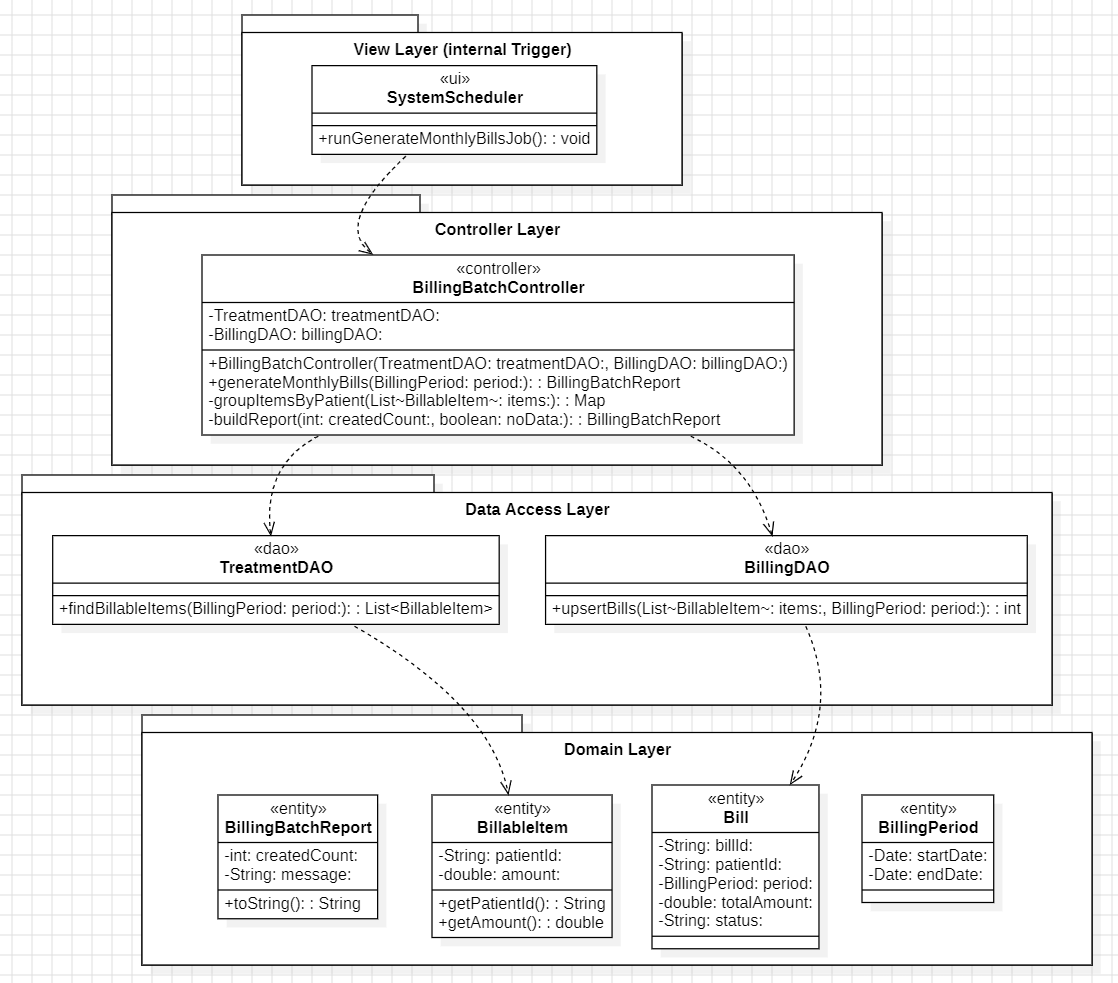 View Layer (internal Trigger)
«ui»
SystemScheduler
+runGenerateMonthlyBillsJob(): : void
Controller Layer
«controller»
BillingBatchController
-TreatmentDAO: treatmentDAO:
-BillingDAO: billingDAO:
+BillingBatchController(TreatmentDAO: treatmentDAO:, BillingDAO: billingDAO:)
+generateMonthlyBills(BillingPeriod: period:): : BillingBatchReport
-groupItemsByPatient(List~BillableItem~: items:): : Map
-buildReport(int: createdCount:, boolean: noData:): : BillingBatchReport
Data Access Layer
«dao»
TreatmentDAO
+findBillableItems(BillingPeriod: period:): : List<BillableItem>
«dao»
BillingDAO
+upsertBills(List~BillableItem~: items:, BillingPeriod: period:): : int
Domain Layer
«entity»
BillingBatchReport
-int: createdCount:
-String: message:
+toString(): : String
«entity»
BillableItem
-String: patientId:
-double: amount:
+getPatientId(): : String
+getAmount(): : double
«entity»
Bill
-String: billId:
-String: patientId:
-BillingPeriod: period:
-double: totalAmount:
-String: status:
«entity»
BillingPeriod
-Date: startDate:
-Date: endDate: